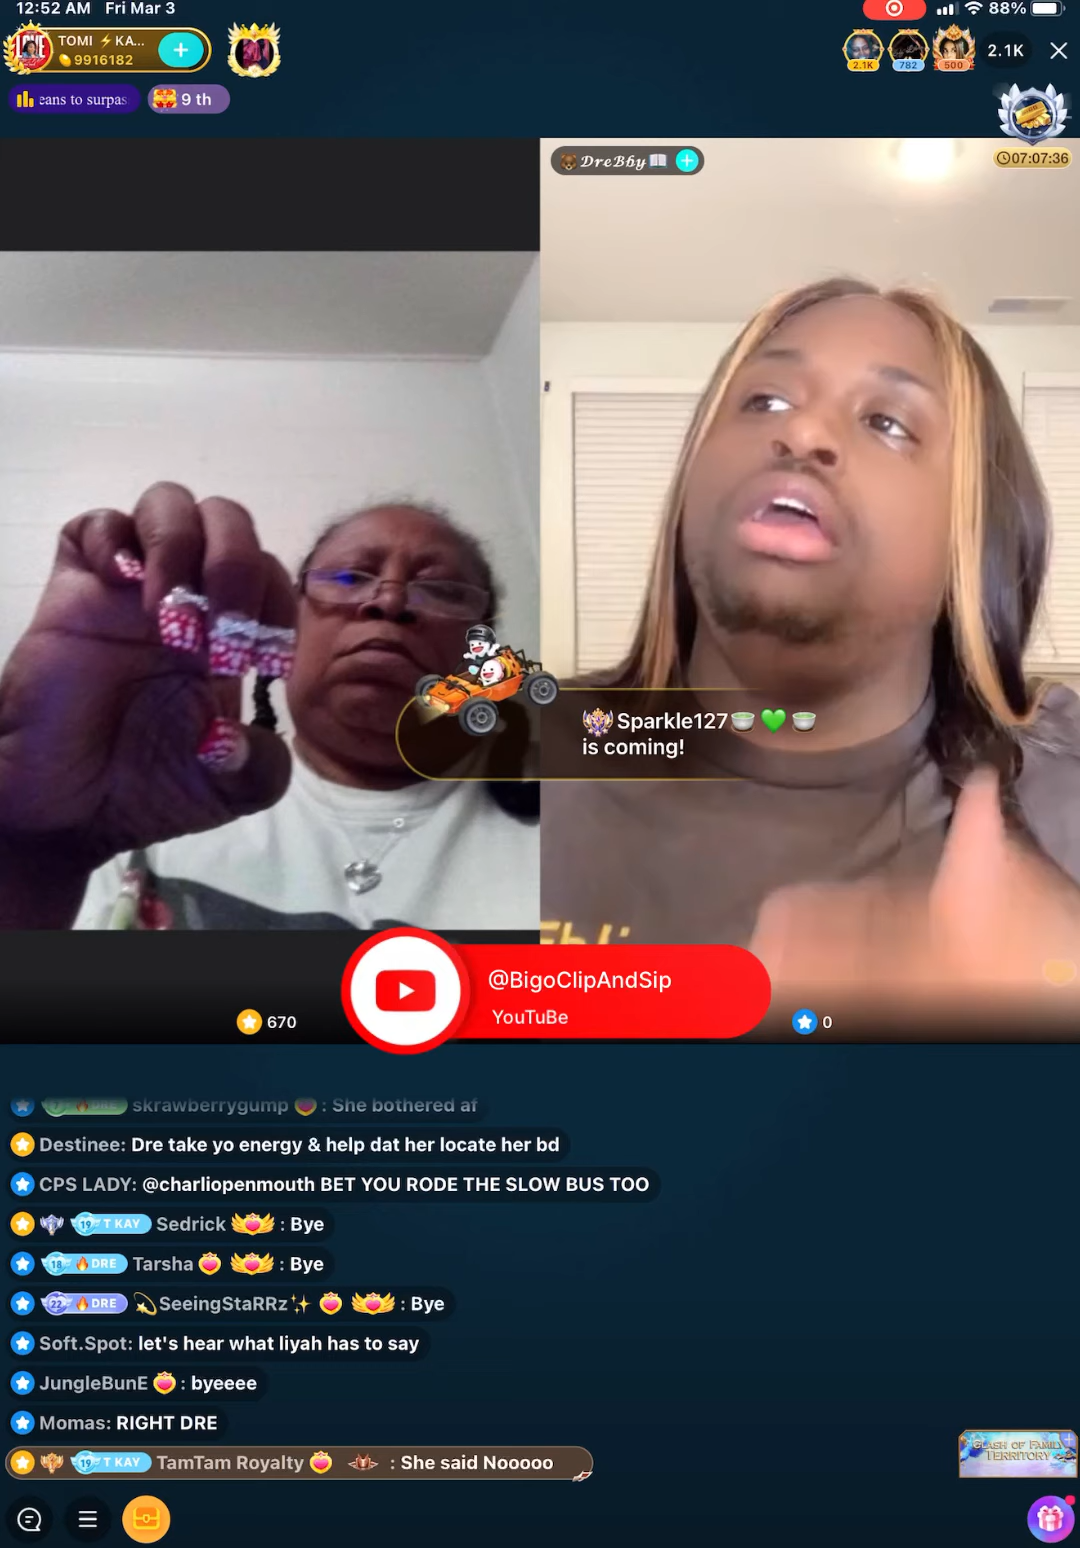 12:52 AM Fri Mar 3
88%
TOMI ⚡KA...
9916182
2.1K
782
500
2.1K
eans to surpas
9 th
07:07:36
🐻 𝓓𝓻𝓮𝓑𝓫𝔂📖
Sparkle127🍵💚🍵
is coming!
@BigoClipAndSip
YouTuBe
670
0
skrawberrygump : She bothered af
Destinee: Dre take yo energy & help dat her locate her bd
CPS LADY: @charliopenmouth BET YOU RODE THE SLOW BUS TOO
19 T KAY Sedrick : Bye
18 🔥DRE Tarsha : Bye
22 🔥DRE 💫SeeingStaRRz✨ : Bye
Soft.Spot: let's hear what liyah has to say
JungleBunE : byeeee
Momas: RIGHT DRE
19 T KAY TamTam Royalty : She said Nooooo
CLASH OF FAMILY
TERRITORY